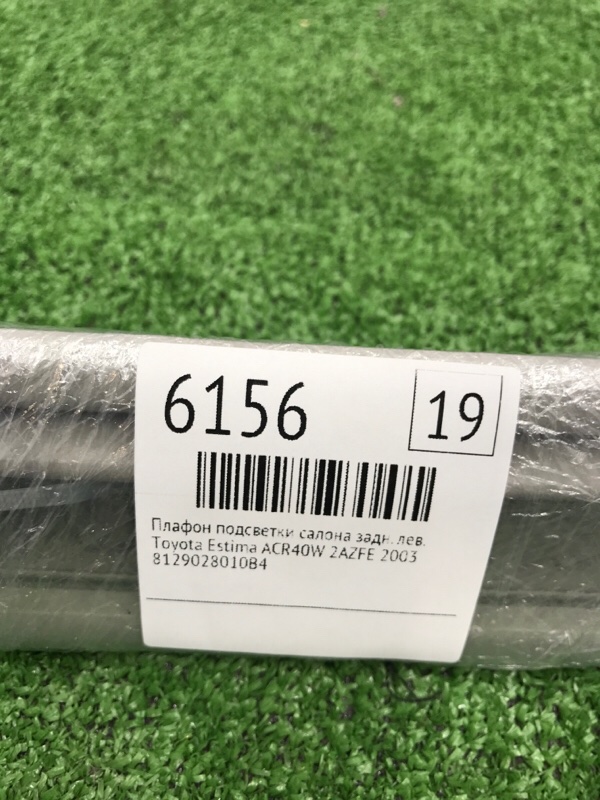 6156
19
Плафон подсветки салона задн. лев.
Toyota Estima ACR40W 2AZFE 2003
8129028010B4